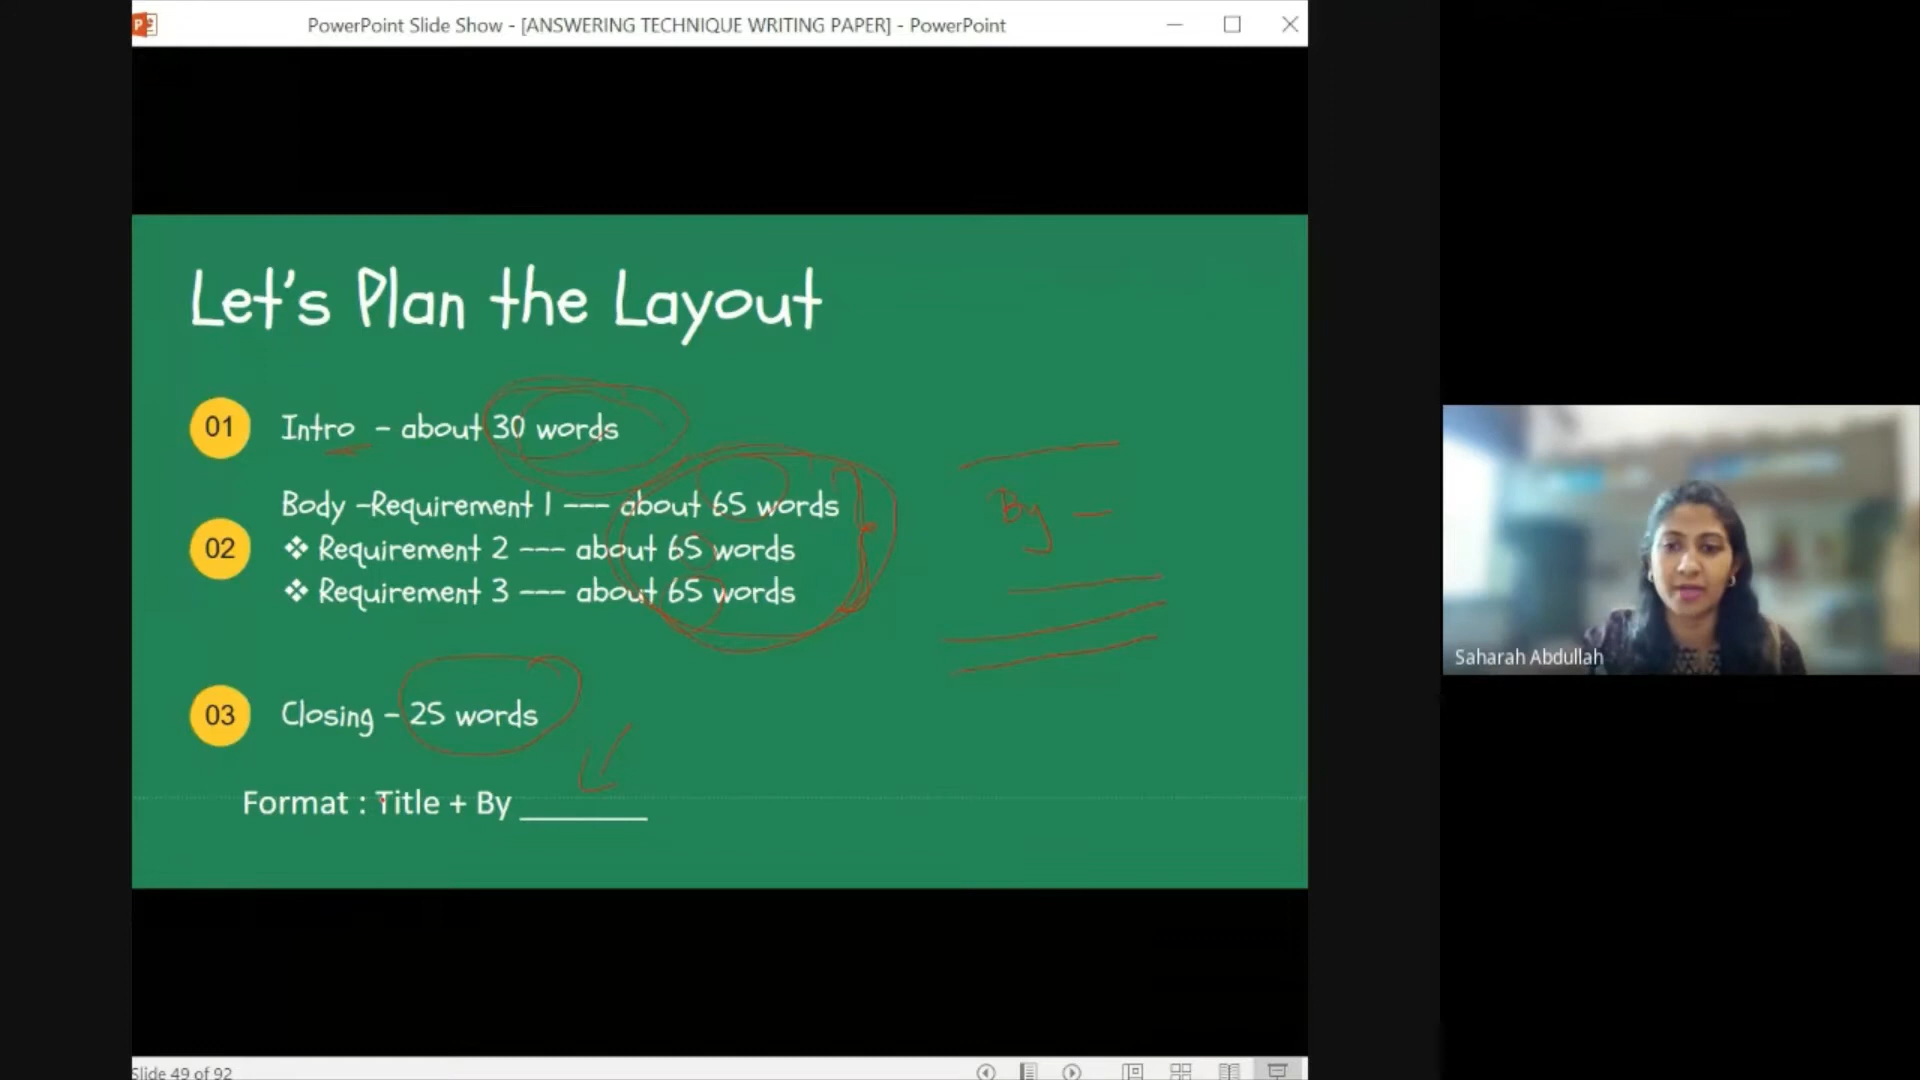 PowerPoint Slide Show - [ANSWERING TECHNIQUE WRITING PAPER] - PowerPoint
Let's Plan the Layout
01 Intro - about 30 words
Body -Requirement 1 --- about 65 words
02 ❖ Requirement 2 --- about 65 words
❖ Requirement 3 --- about 65 words
03 Closing - 25 words
Format : Title + By ________
By —
Saharah Abdullah
Slide 49 of 92